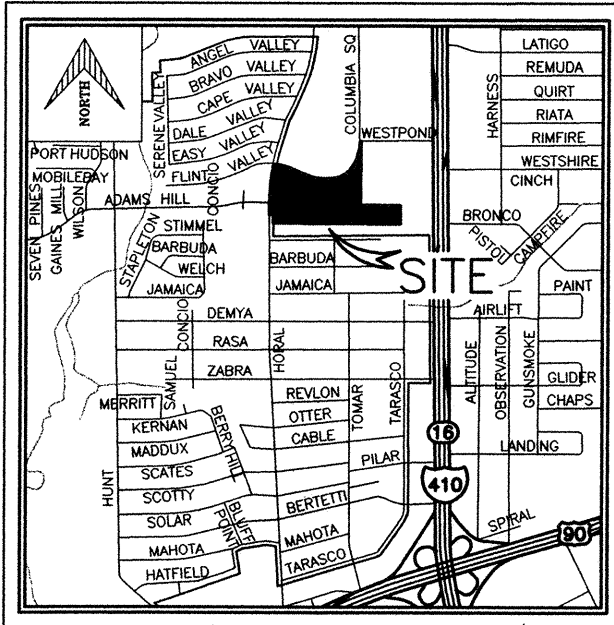 NORTH
ANGEL VALLEY
BRAVO VALLEY
CAPE VALLEY
DALE VALLEY
EASY VALLEY
FLINT VALLEY
SERENE VALLEY
COLUMBIA SQ
WESTPOND
HARNESS
LATIGO
REMUDA
QUIRT
RIATA
RIMFIRE
WESTSHIRE
CINCH
PORT HUDSON
MOBILEBAY
SEVEN PINES
GAINES MILL
WILSON
ADAMS HILL
CONCIO
STAPLETON
STIMMEL
BARBUDA
WELCH
JAMAICA
BARBUDA
JAMAICA
SITE
BRONCO
PISTOL
CAMPFIRE
PAINT
AIRLIFT
DEMYA
RASA
ZABRA
SAMUEL
CONCIO
HORAL
ALTITUDE
OBSERVATION
GUNSMOKE
GLIDER
CHAPS
MERRITT
KERNAN
MADDUX
SCATES
SCOTTY
SOLAR
MAHOTA
HATFIELD
HUNT
BERRYHILL
BLUFF POINT
REVLON
OTTER
CABLE
TOMAR
TARASCO
PILAR
BERTETTI
MAHOTA
TARASCO
16
410
LANDING
SPIRAL
90